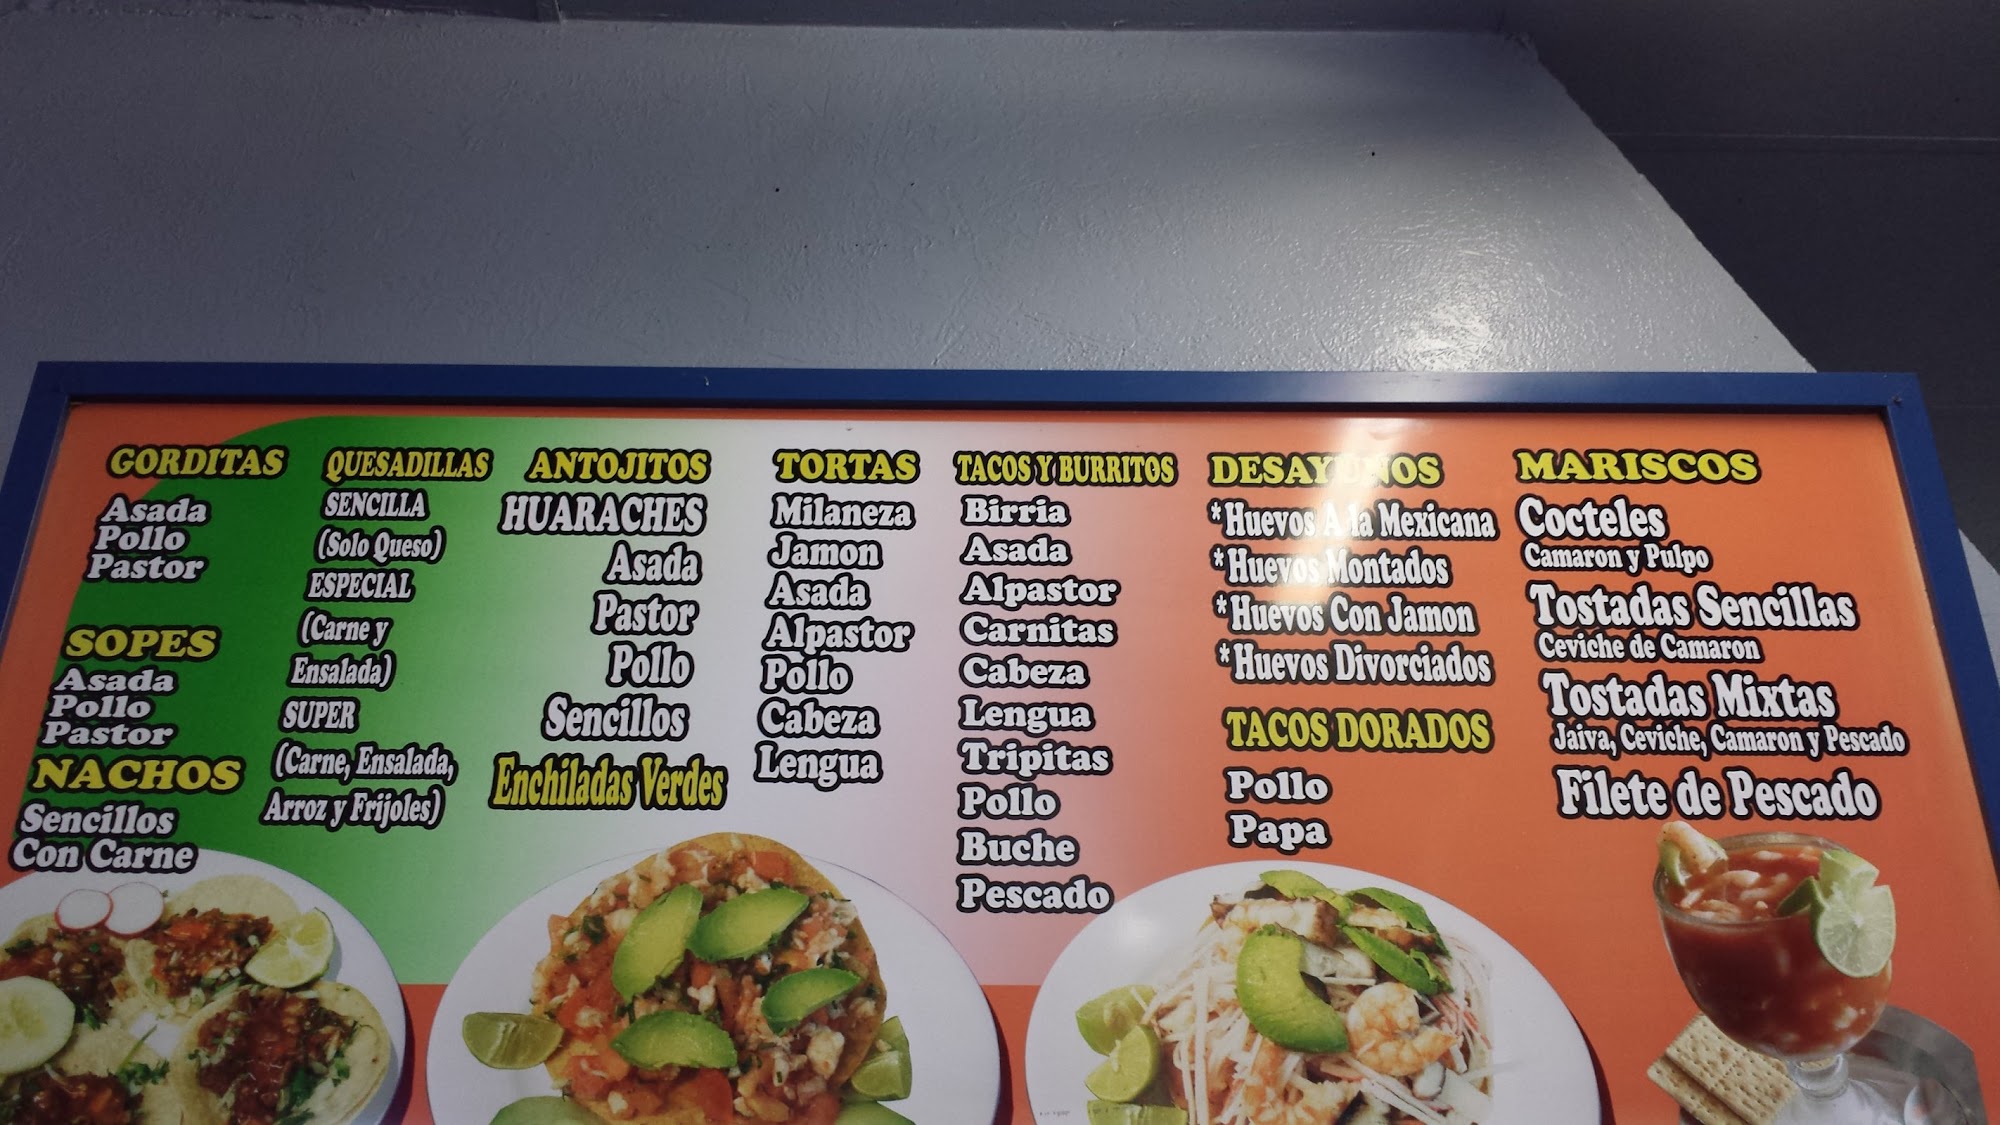 GORDITAS
Asada
Pollo
Pastor
SOPES
Asada
Pollo
Pastor
NACHOS
Sencillos
Con Carne
QUESADILLAS
SENCILLA
(Solo Queso)
ESPECIAL
(Carne y
Ensalada)
SUPER
(Carne, Ensalada,
Arroz y Frijoles)
ANTOJITOS
HUARACHES
Asada
Pastor
Pollo
Sencillos
Enchiladas Verdes
TORTAS
Milaneza
Jamon
Asada
Alpastor
Pollo
Cabeza
Lengua
TACOS Y BURRITOS
Birria
Asada
Alpastor
Carnitas
Cabeza
Lengua
Tripitas
Pollo
Buche
Pescado
DESAYUNOS
*Huevos A la Mexicana
*Huevos Montados
*Huevos Con Jamon
*Huevos Divorciados
TACOS DORADOS
Pollo
Papa
MARISCOS
Cocteles
Camaron y Pulpo
Tostadas Sencillas
Ceviche de Camaron
Tostadas Mixtas
Jaiva, Ceviche, Camaron y Pescado
Filete de Pescado